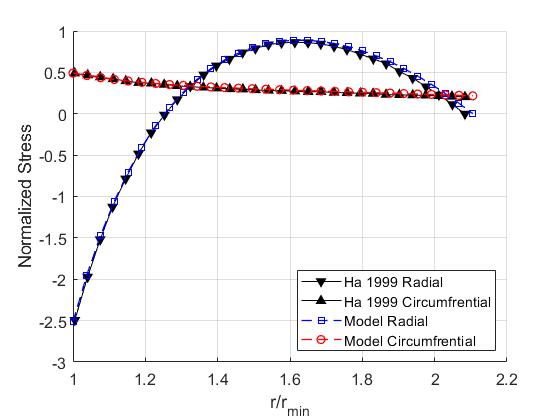 1
0.5
0
-0.5
-1
-1.5
-2
-2.5
-3
Normalized Stress
Ha 1999 Radial
Ha 1999 Circumfrential
Model Radial
Model Circumfrential
1 1.2 1.4 1.6 1.8 2 2.2
r/r_min